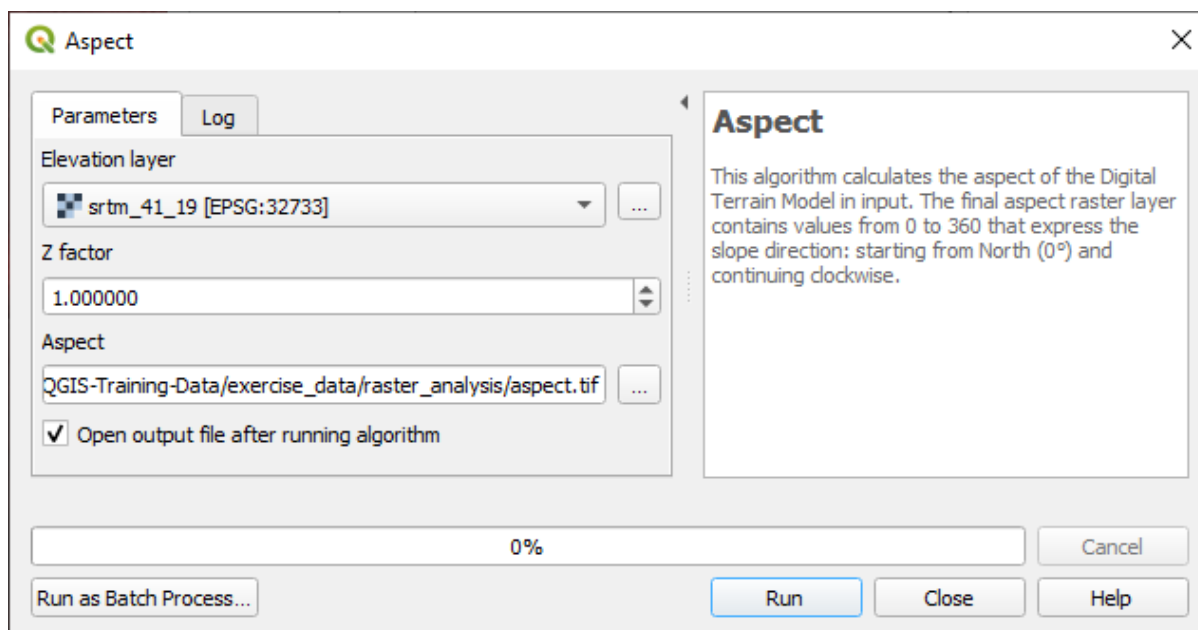 Aspect
Parameters
Log
Elevation layer
srtm_41_19 [EPSG:32733]
...
Z factor
1.000000
Aspect
QGIS-Training-Data/exercise_data/raster_analysis/aspect.tif
...
Open output file after running algorithm
Aspect
This algorithm calculates the aspect of the Digital
Terrain Model in input. The final aspect raster layer
contains values from 0 to 360 that express the
slope direction: starting from North (0°) and
continuing clockwise.
0%
Cancel
Run as Batch Process...
Run
Close
Help